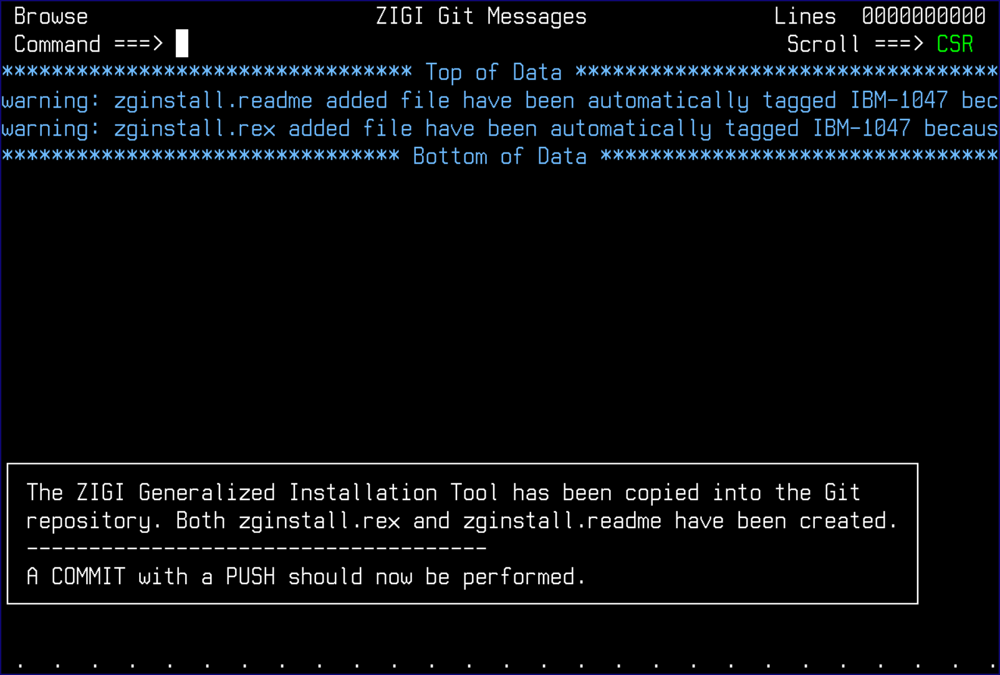 Browse ZIGI Git Messages Lines 0000000000
Command ===> Scroll ===> CSR
********************************* Top of Data **********************************
warning: zginstall.readme added file have been automatically tagged IBM-1047 bec
warning: zginstall.rex added file have been automatically tagged IBM-1047 becaus
******************************** Bottom of Data ********************************
The ZIGI Generalized Installation Tool has been copied into the Git
repository. Both zginstall.rex and zginstall.readme have been created.
-------------------------------------
A COMMIT with a PUSH should now be performed.
. . . . . . . . . . . . . . . . . . . . . . . . . . .